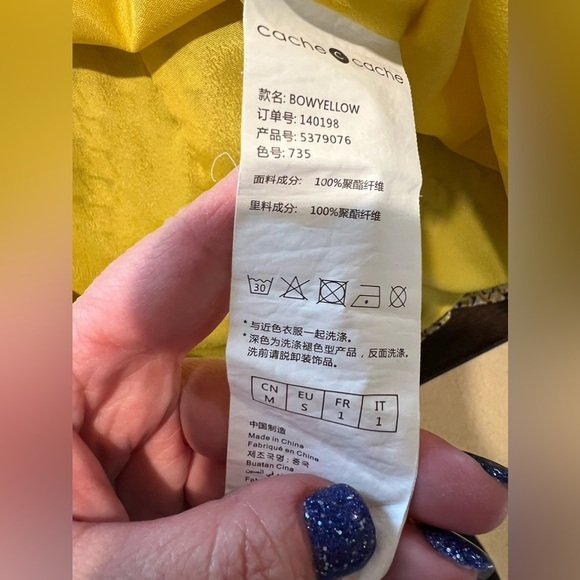 cache c cache
款名: BOWYELLOW
订单号: 140198
产品号: 5379076
色号: 735
面料成分: 100%聚酯纤维
里料成分: 100%聚酯纤维
30
*与近色衣服一起洗涤。
*深色为洗涤褪色型产品，反面洗涤。
洗前请脱卸装饰品。
CN EU FR IT
M S 1 1
中国制造
Made in China
Fabriqué en Chine
제조국명: 중국
Buatan Cina